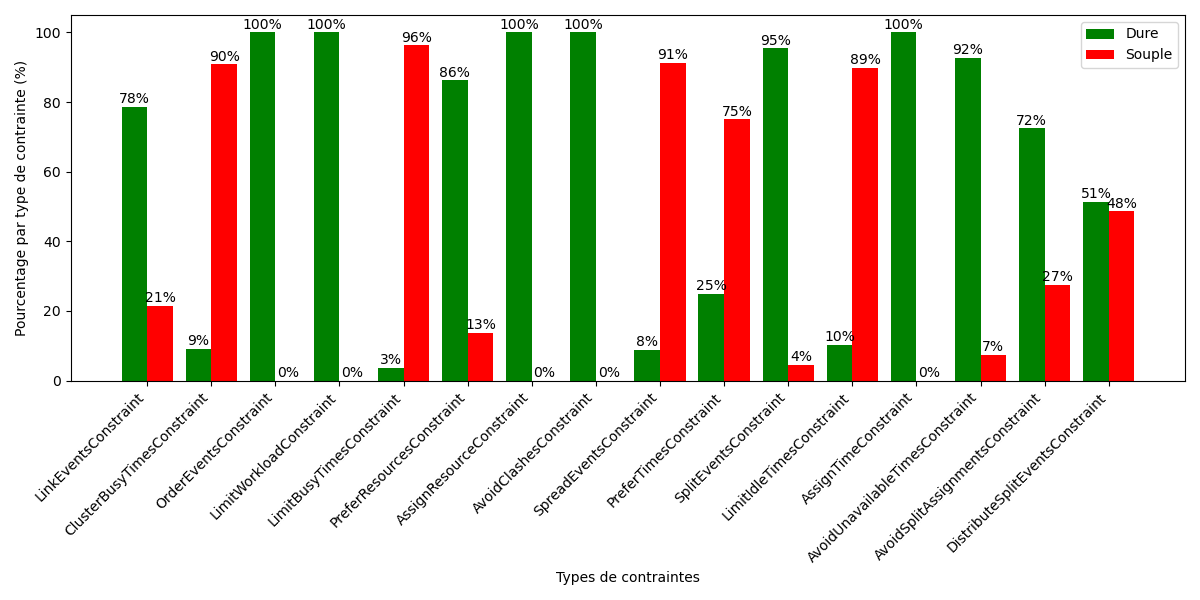 Pourcentage par type de contrainte (%)
100
80
60
40
20
0
Dure
Souple
78%
21%
9%
90%
100%
0%
100%
0%
3%
96%
86%
13%
100%
0%
100%
0%
8%
91%
25%
75%
95%
4%
10%
89%
100%
0%
92%
7%
72%
27%
51%
48%
LinkEventsConstraint
ClusterBusyTimesConstraint
OrderEventsConstraint
LimitWorkloadConstraint
LimitBusyTimesConstraint
PreferResourcesConstraint
AssignResourceConstraint
AvoidClashesConstraint
SpreadEventsConstraint
PreferTimesConstraint
SplitEventsConstraint
LimitIdleTimesConstraint
AssignTimeConstraint
AvoidUnavailableTimesConstraint
AvoidSplitAssignmentsConstraint
DistributeSplitEventsConstraint
Types de contraintes